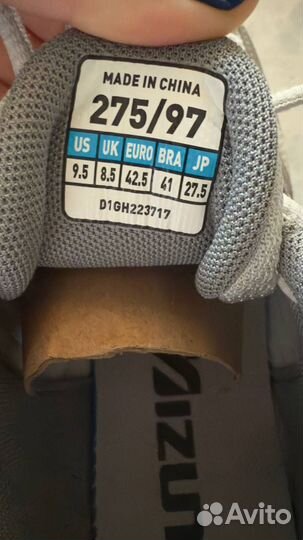 MADE IN CHINA
275/97
US UK EURO BRA JP
9.5 8.5 42.5 41 27.5
D1GH223717
MIZUN
Avito